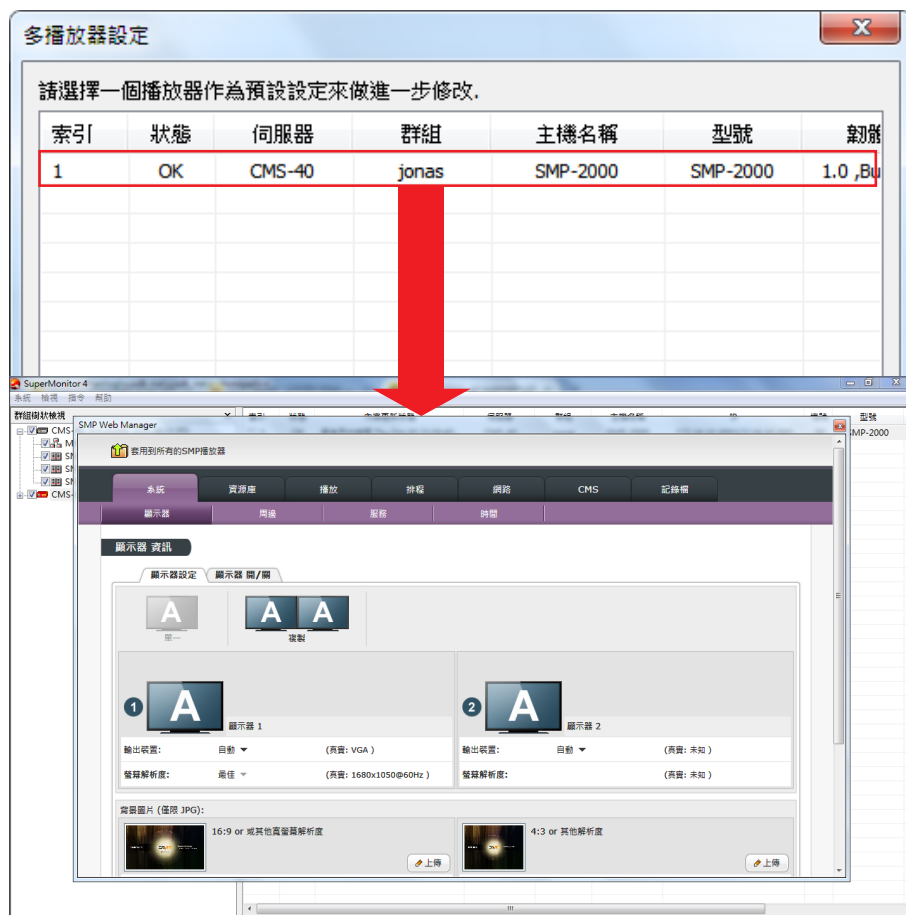 多播放器設定
請選擇一個播放器作為預設設定來做進一步修改.
索引 狀態 伺服器 群組 主機名稱 型號
1 OK CMS-40 jonas SMP-2000 SMP-2000 1.0 ,Bu
SuperMonitor 4
系統 檢視 指令 幫助
群組樹狀檢視
型號
CMS-
SMP-2000
SMP Web Manager
套用到所有的SMP播放器
系統 資源庫 播放 排程 網路 CMS 記錄欄
顯示器 周邊 服務 時間
顯示器 資訊
顯示器設定 顯示器 開/關
A A A
單一 複製
1 A 顯示器 1
2 A 顯示器 2
輸出裝置: 自動 (真實: VGA ) 輸出裝置: 自動 (真實: 未知 )
螢幕解析度: 最佳 (真實: 1680x1050@60Hz ) 螢幕解析度: (真實: 未知 )
背景圖片 (僅限 JPG):
16:9 or 或其他寬螢幕解析度 4:3 or 其他解析度
上傳 上傳